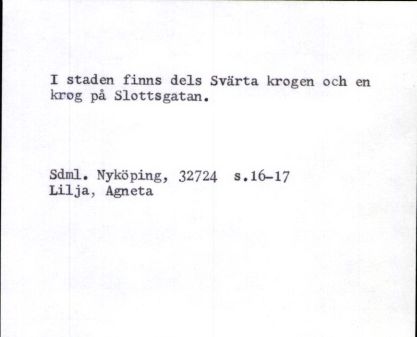 I staden finns dels Svärta krogen och en
krog på Slottsgatan.
Sdml. Nyköping, 32724 s.16-17
Lilja, Agneta